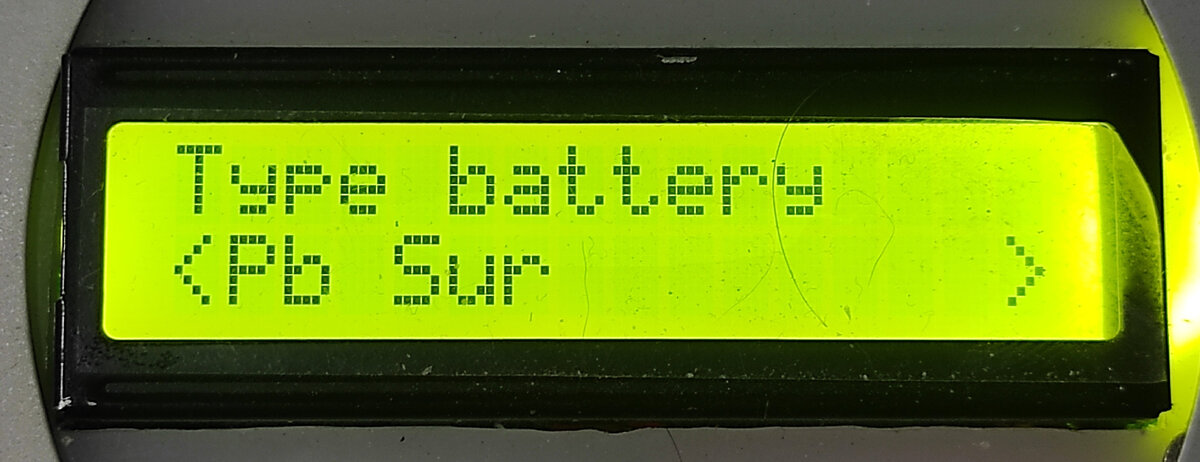 Type battery
<Pb Sur >